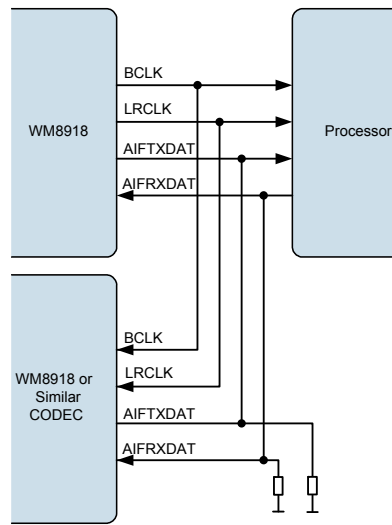 WM8918
BCLK
LRCLK
AIFTXDAT
AIFRXDAT
Processor
WM8918 or
Similar
CODEC
BCLK
LRCLK
AIFTXDAT
AIFRXDAT